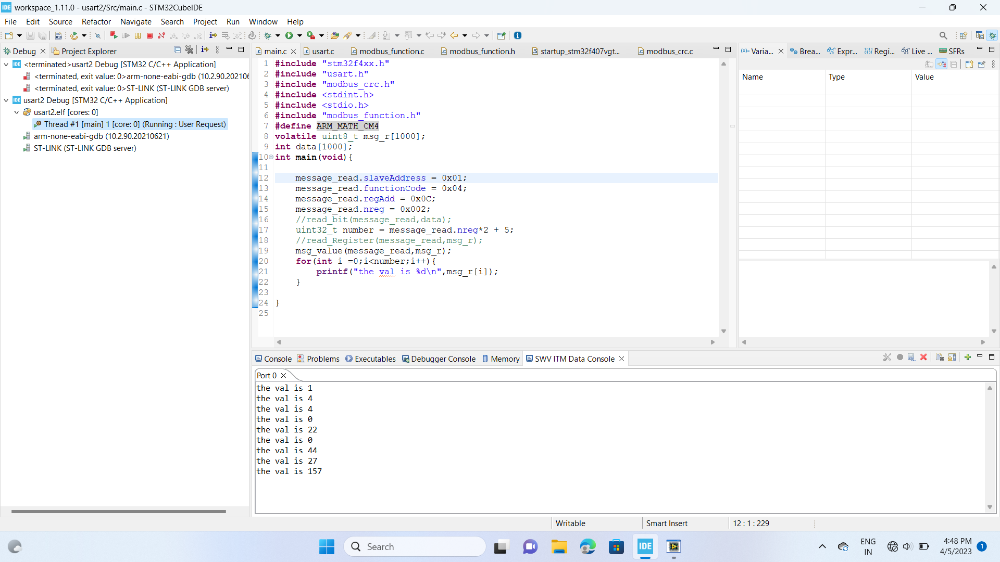 workspace_1.11.0 - usart2/Src/main.c - STM32CubeIDE
File Edit Source Refactor Navigate Search Project Run Window Help
Debug Project Explorer
<terminated>usart2 Debug [STM32 C/C++ Application]
<terminated, exit value: 0>arm-none-eabi-gdb (10.2.90.202106
<terminated, exit value: 0>ST-LINK (ST-LINK GDB server)
usart2 Debug [STM32 C/C++ Application]
usart2.elf [cores: 0]
Thread #1 [main] 1 [core: 0] (Running : User Request)
arm-none-eabi-gdb (10.2.90.20210621)
ST-LINK (ST-LINK GDB server)
main.c usart.c modbus_function.c modbus_function.h startup_stm32f407vgt... modbus_crc.c
1 #include "stm32f4xx.h"
2 #include "usart.h"
3 #include "modbus_crc.h"
4 #include <stdint.h>
5 #include <stdio.h>
6 #include "modbus_function.h"
7 #define ARM_MATH_CM4
8 volatile uint8_t msg_r[1000];
9 int data[1000];
10 int main(void){
11
12 message_read.slaveAddress = 0x01;
13 message_read.functionCode = 0x04;
14 message_read.regAdd = 0x0C;
15 message_read.nreg = 0x002;
16 //read_bit(message_read,data);
17 uint32_t number = message_read.nreg*2 + 5;
18 //read_Register(message_read,msg_r);
19 msg_value(message_read,msg_r);
20 for(int i =0;i<number;i++){
21 printf("the val is %d\n",msg_r[i]);
22 }
23
24 }
25
(x)= Varia... Brea... Expr... Regi... Live ... SFRs
Name Type Value
Console Problems Executables Debugger Console Memory SWV ITM Data Console
Port 0
the val is 1
the val is 4
the val is 4
the val is 0
the val is 22
the val is 0
the val is 44
the val is 27
the val is 157
Writable Smart Insert 12 : 1 : 229
Search
IDE
ENG
IN
4:48 PM
4/5/2023
1